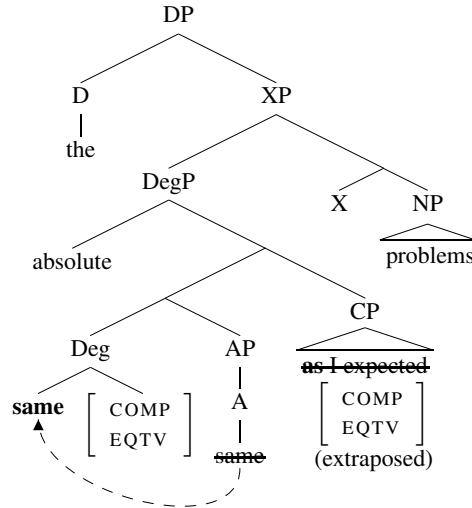 DP
D XP
the
DegP X NP
absolute problems
CP
Deg AP
as I expected
same COMP EQTV A COMP EQTV
same (extraposed)